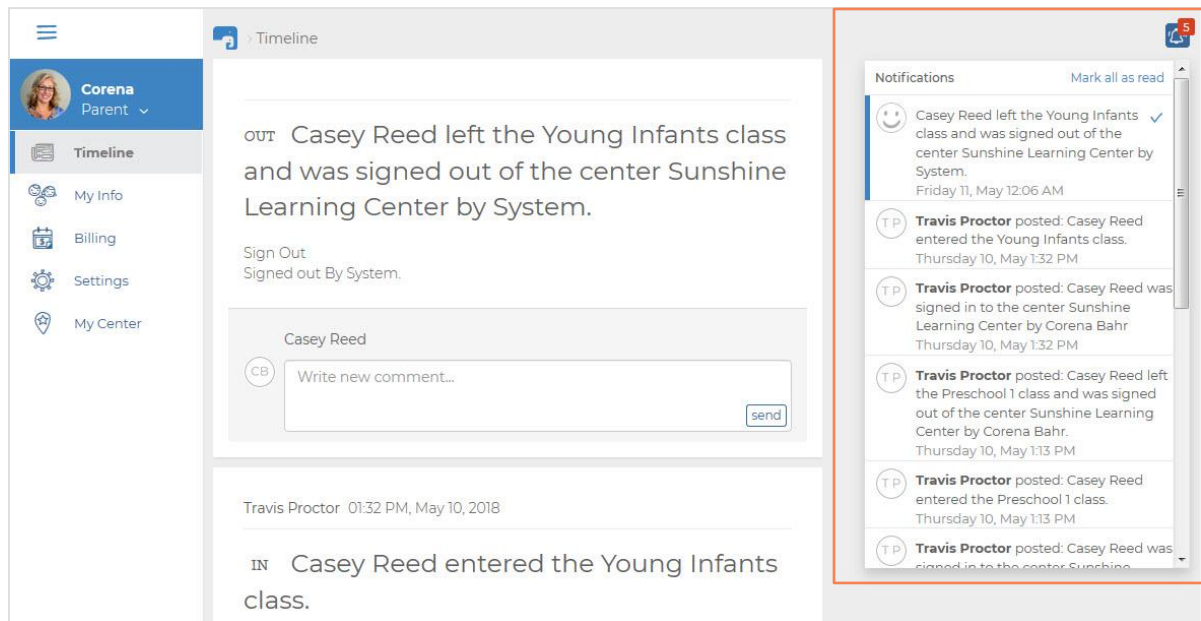 Timeline
5
Corena
Parent
Timeline
My Info
Billing
Settings
My Center
OUT Casey Reed left the Young Infants class
and was signed out of the center Sunshine
Learning Center by System.
Sign Out
Signed out By System.
Casey Reed
CB
Write new comment...
send
Travis Proctor 01:32 PM, May 10, 2018
IN Casey Reed entered the Young Infants
class.
Notifications Mark all as read
Casey Reed left the Young Infants
class and was signed out of the
center Sunshine Learning Center by
System.
Friday 11, May 12:06 AM
TP
Travis Proctor posted: Casey Reed
entered the Young Infants class.
Thursday 10, May 1:32 PM
TP
Travis Proctor posted: Casey Reed was
signed in to the center Sunshine
Learning Center by Corena Bahr
Thursday 10, May 1:32 PM
TP
Travis Proctor posted: Casey Reed left
the Preschool 1 class and was signed
out of the center Sunshine Learning
Center by Corena Bahr.
Thursday 10, May 1:13 PM
TP
Travis Proctor posted: Casey Reed
entered the Preschool 1 class.
Thursday 10, May 1:13 PM
TP
Travis Proctor posted: Casey Reed was
signed in to the center Sunshine